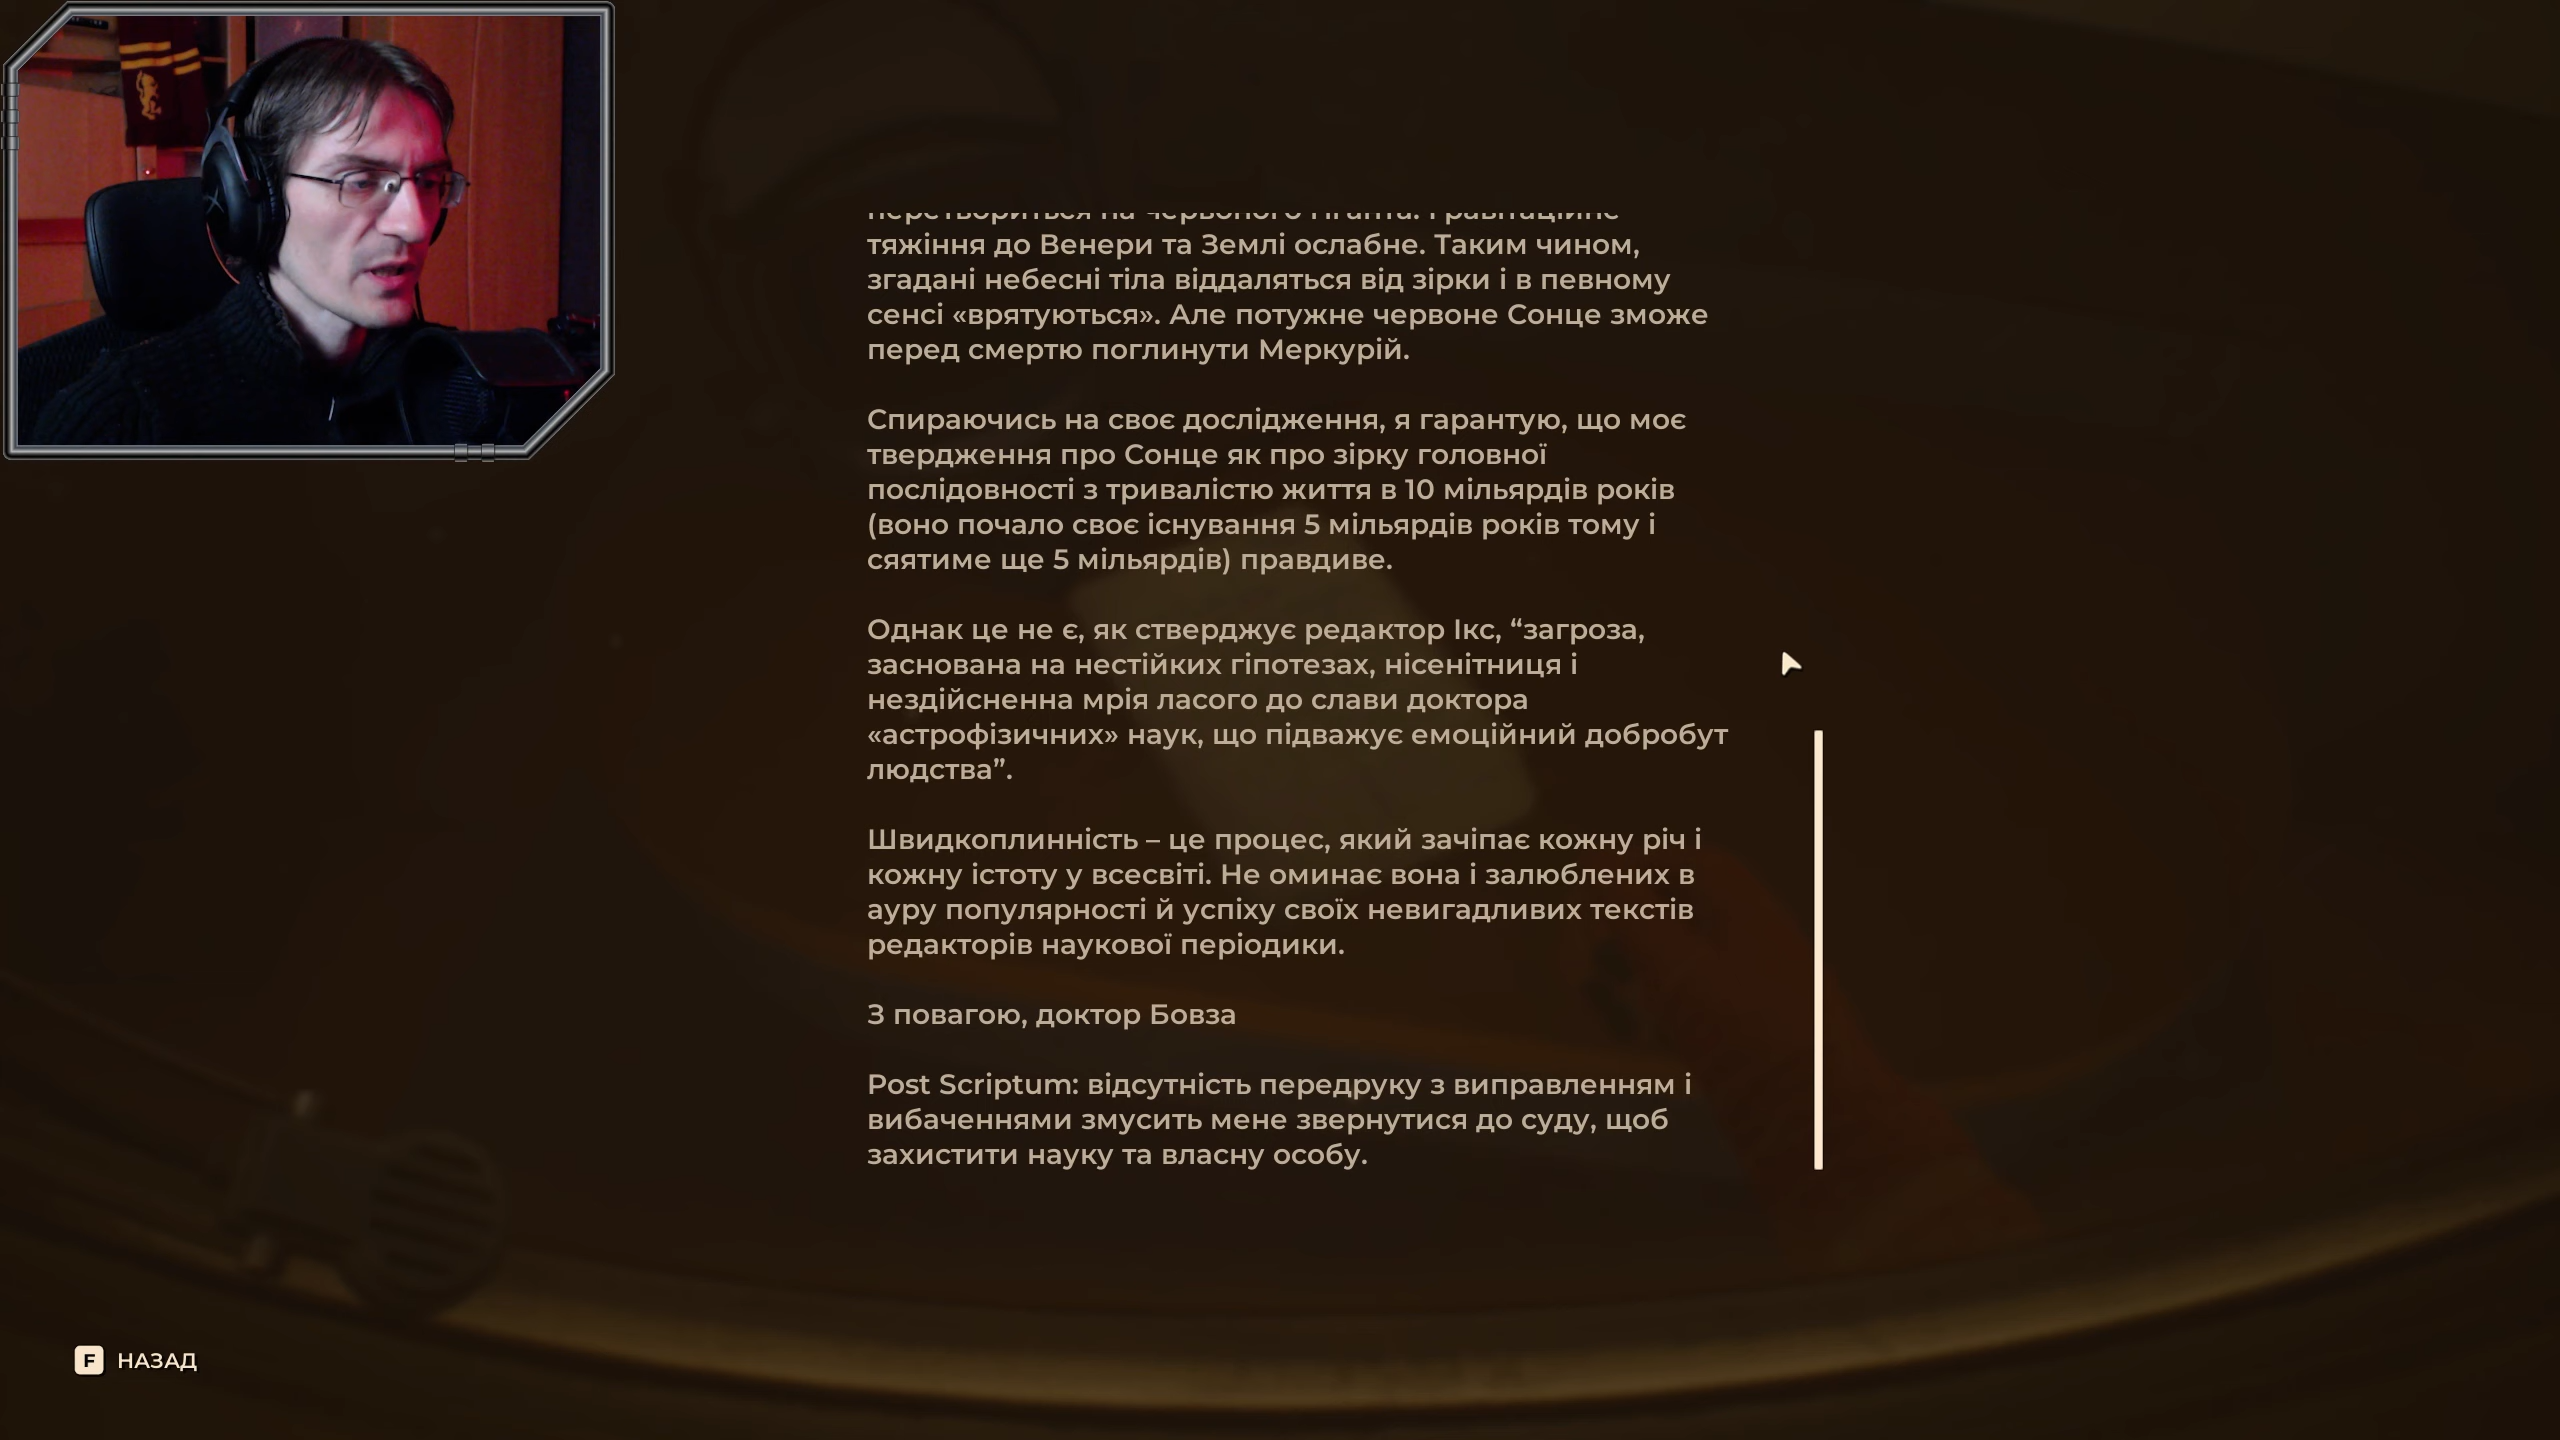 перетвориться на червоного гіганта. Гравітаційне
тяжіння до Венери та Землі ослабне. Таким чином,
згадані небесні тіла віддаляться від зірки і в певному
сенсі «врятуються». Але потужне червоне Сонце зможе
перед смертю поглинути Меркурій.
Спираючись на своє дослідження, я гарантую, що моє
твердження про Сонце як про зірку головної
послідовності з тривалістю життя в 10 мільярдів років
(воно почало своє існування 5 мільярдів років тому і
сяятиме ще 5 мільярдів) правдиве.
Однак це не є, як стверджує редактор Ікс, “загроза,
заснована на нестійких гіпотезах, нісенітниця і
нездійсненна мрія ласого до слави доктора
«астрофізичних» наук, що підважує емоційний добробут
людства”.
Швидкоплинність – це процес, який зачіпає кожну річ і
кожну істоту у всесвіті. Не оминає вона і залюблених в
ауру популярності й успіху своїх невигадливих текстів
редакторів наукової періодики.
З повагою, доктор Бовза
Post Scriptum: відсутність передруку з виправленням і
вибаченнями змусить мене звернутися до суду, щоб
захистити науку та власну особу.
F НАЗАД